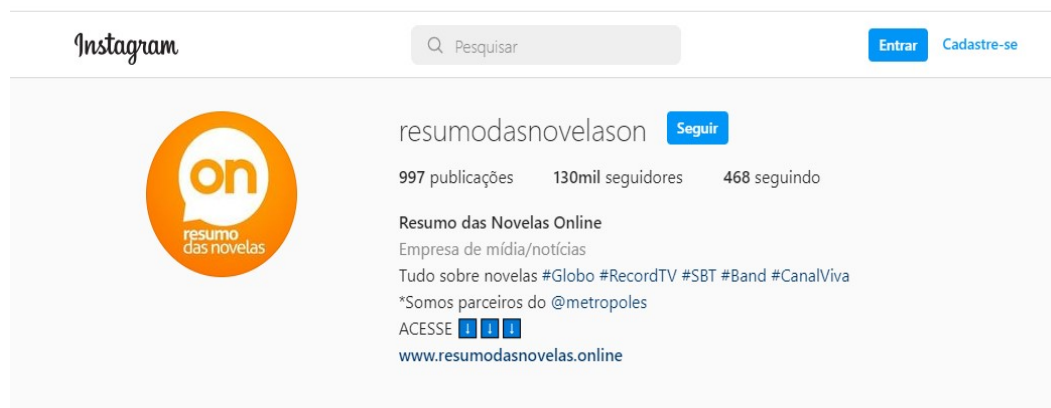 Instagram
Pesquisar
Entrar
Cadastre-se
on
resumo
das novelas
resumodasnovelason
Seguir
997 publicações 130mil seguidores 468 seguindo
Resumo das Novelas Online
Empresa de mídia/notícias
Tudo sobre novelas #Globo #RecordTV #SBT #Band #CanalViva
*Somos parceiros do @metropoles
ACESSE ⬇️⬇️⬇️
www.resumodasnovelas.online